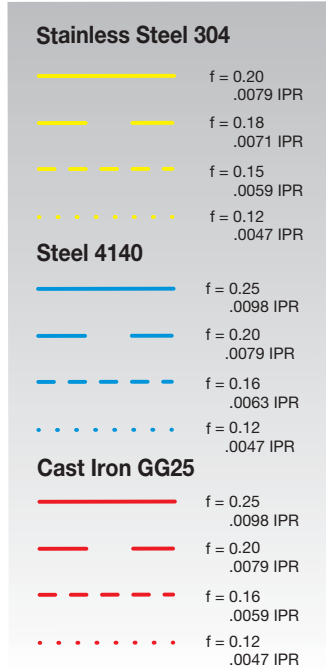 Stainless Steel 304
f = 0.20
.0079 IPR
f = 0.18
.0071 IPR
f = 0.15
.0059 IPR
f = 0.12
.0047 IPR
Steel 4140
f = 0.25
.0098 IPR
f = 0.20
.0079 IPR
f = 0.16
.0063 IPR
f = 0.12
.0047 IPR
Cast Iron GG25
f = 0.25
.0098 IPR
f = 0.20
.0079 IPR
f = 0.16
.0059 IPR
f = 0.12
.0047 IPR